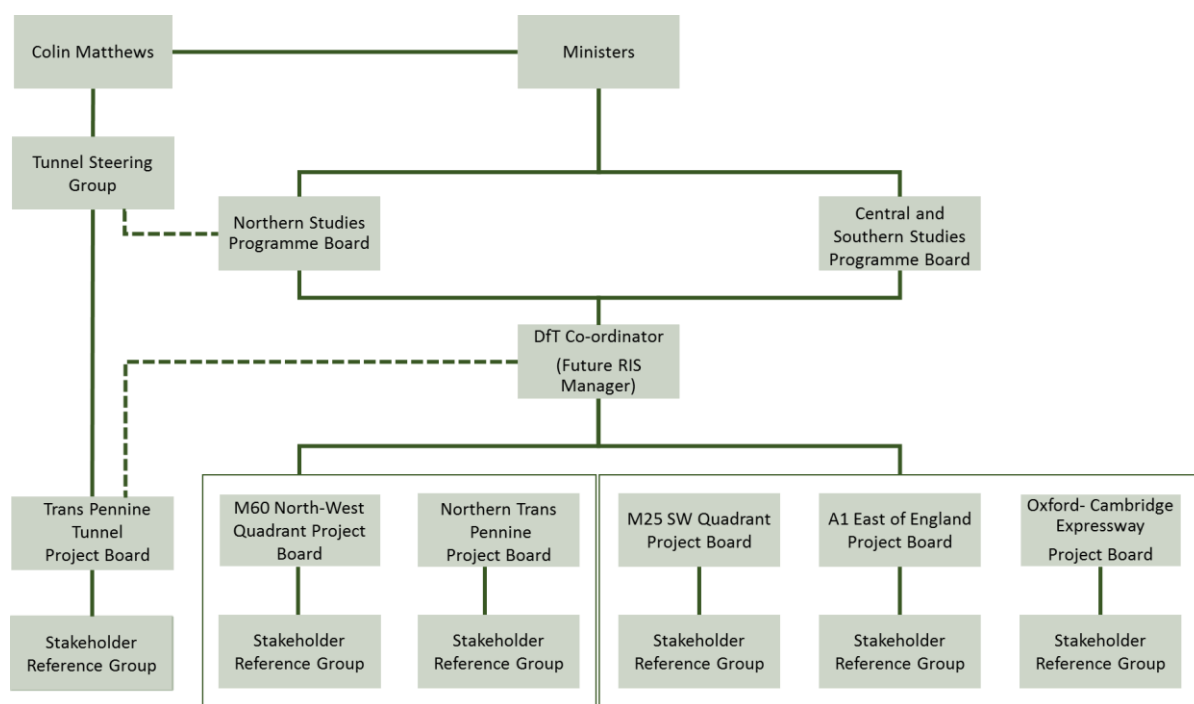 Colin Matthews
Ministers
Tunnel Steering
Group
Northern Studies
Programme Board
Central and
Southern Studies
Programme Board
DfT Co-ordinator
(Future RIS
Manager)
Trans Pennine
Tunnel
Project Board
M60 North-West
Quadrant Project
Board
Northern Trans
Pennine
Project Board
M25 SW Quadrant
Project Board
A1 East of England
Project Board
Oxford- Cambridge
Expressway
Project Board
Stakeholder
Reference Group
Stakeholder
Reference Group
Stakeholder
Reference Group
Stakeholder
Reference Group
Stakeholder
Reference Group
Stakeholder
Reference Group